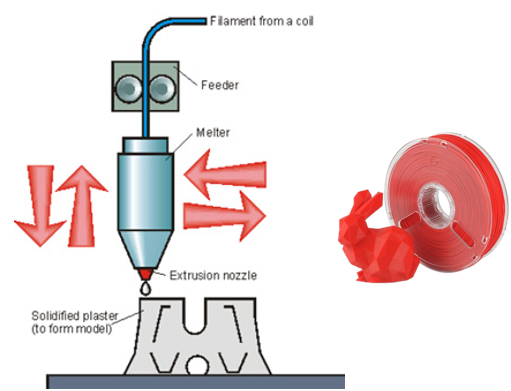 Filament from a coil
Feeder
Melter
Extrusion nozzle
Solidified plaster
(to form model)